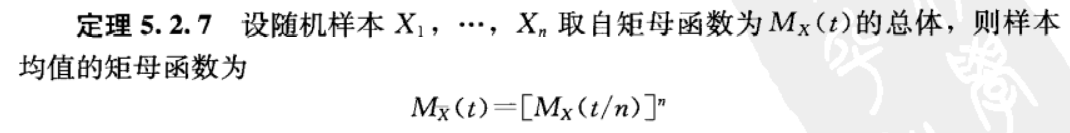 定理 5.2.7 设随机样本 X₁, ⋯, Xₙ 取自矩母函数为 M_X(t)的总体，则样本
均值的矩母函数为
M_X̄(t)=[M_X(t/n)]ⁿ